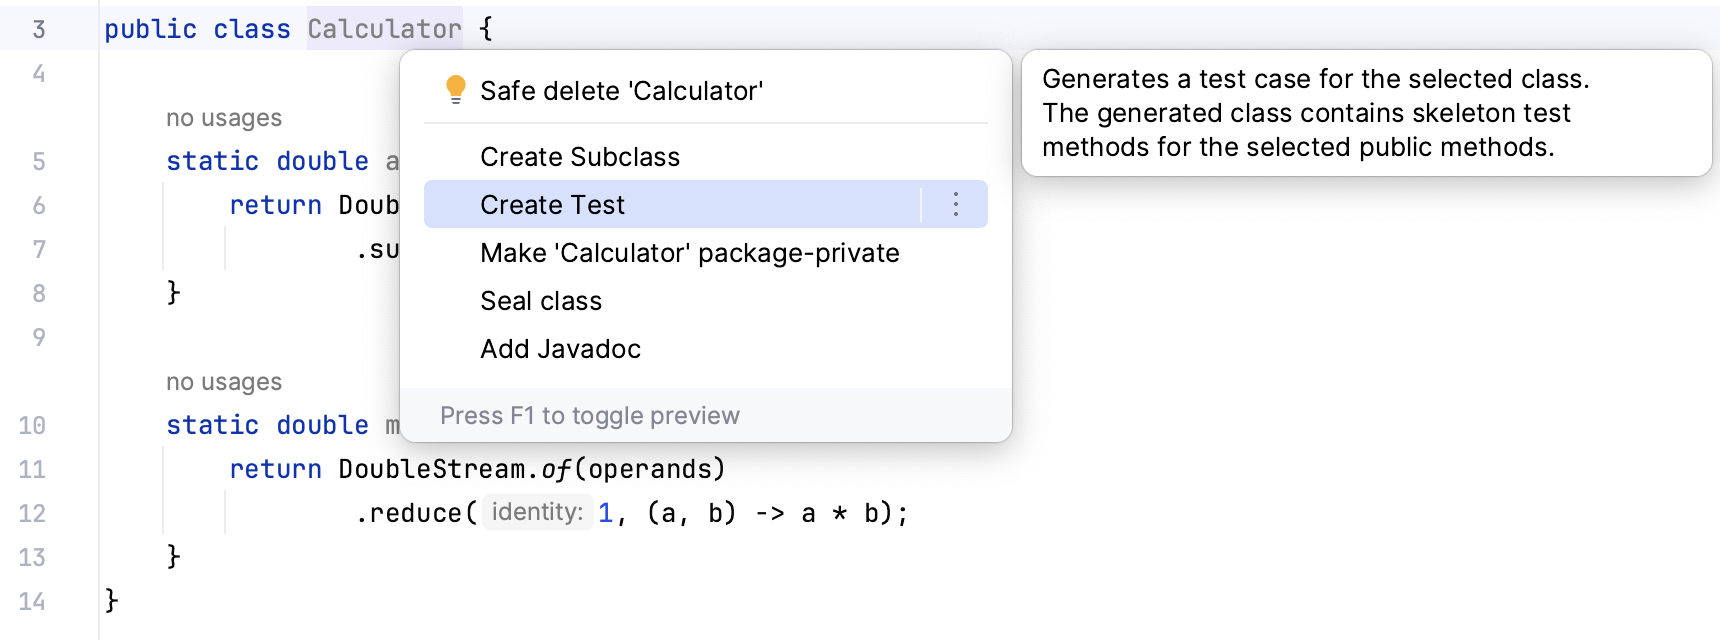 3 public class Calculator {
4
no usages
5 static double a
6 return Doub
7 .su
8 }
9
no usages
10 static double m
11 return DoubleStream.of(operands)
12 .reduce( identity: 1, (a, b) -> a * b);
13 }
14 }
Safe delete 'Calculator'
Create Subclass
Create Test
Make 'Calculator' package-private
Seal class
Add Javadoc
Press F1 to toggle preview
Generates a test case for the selected class.
The generated class contains skeleton test
methods for the selected public methods.